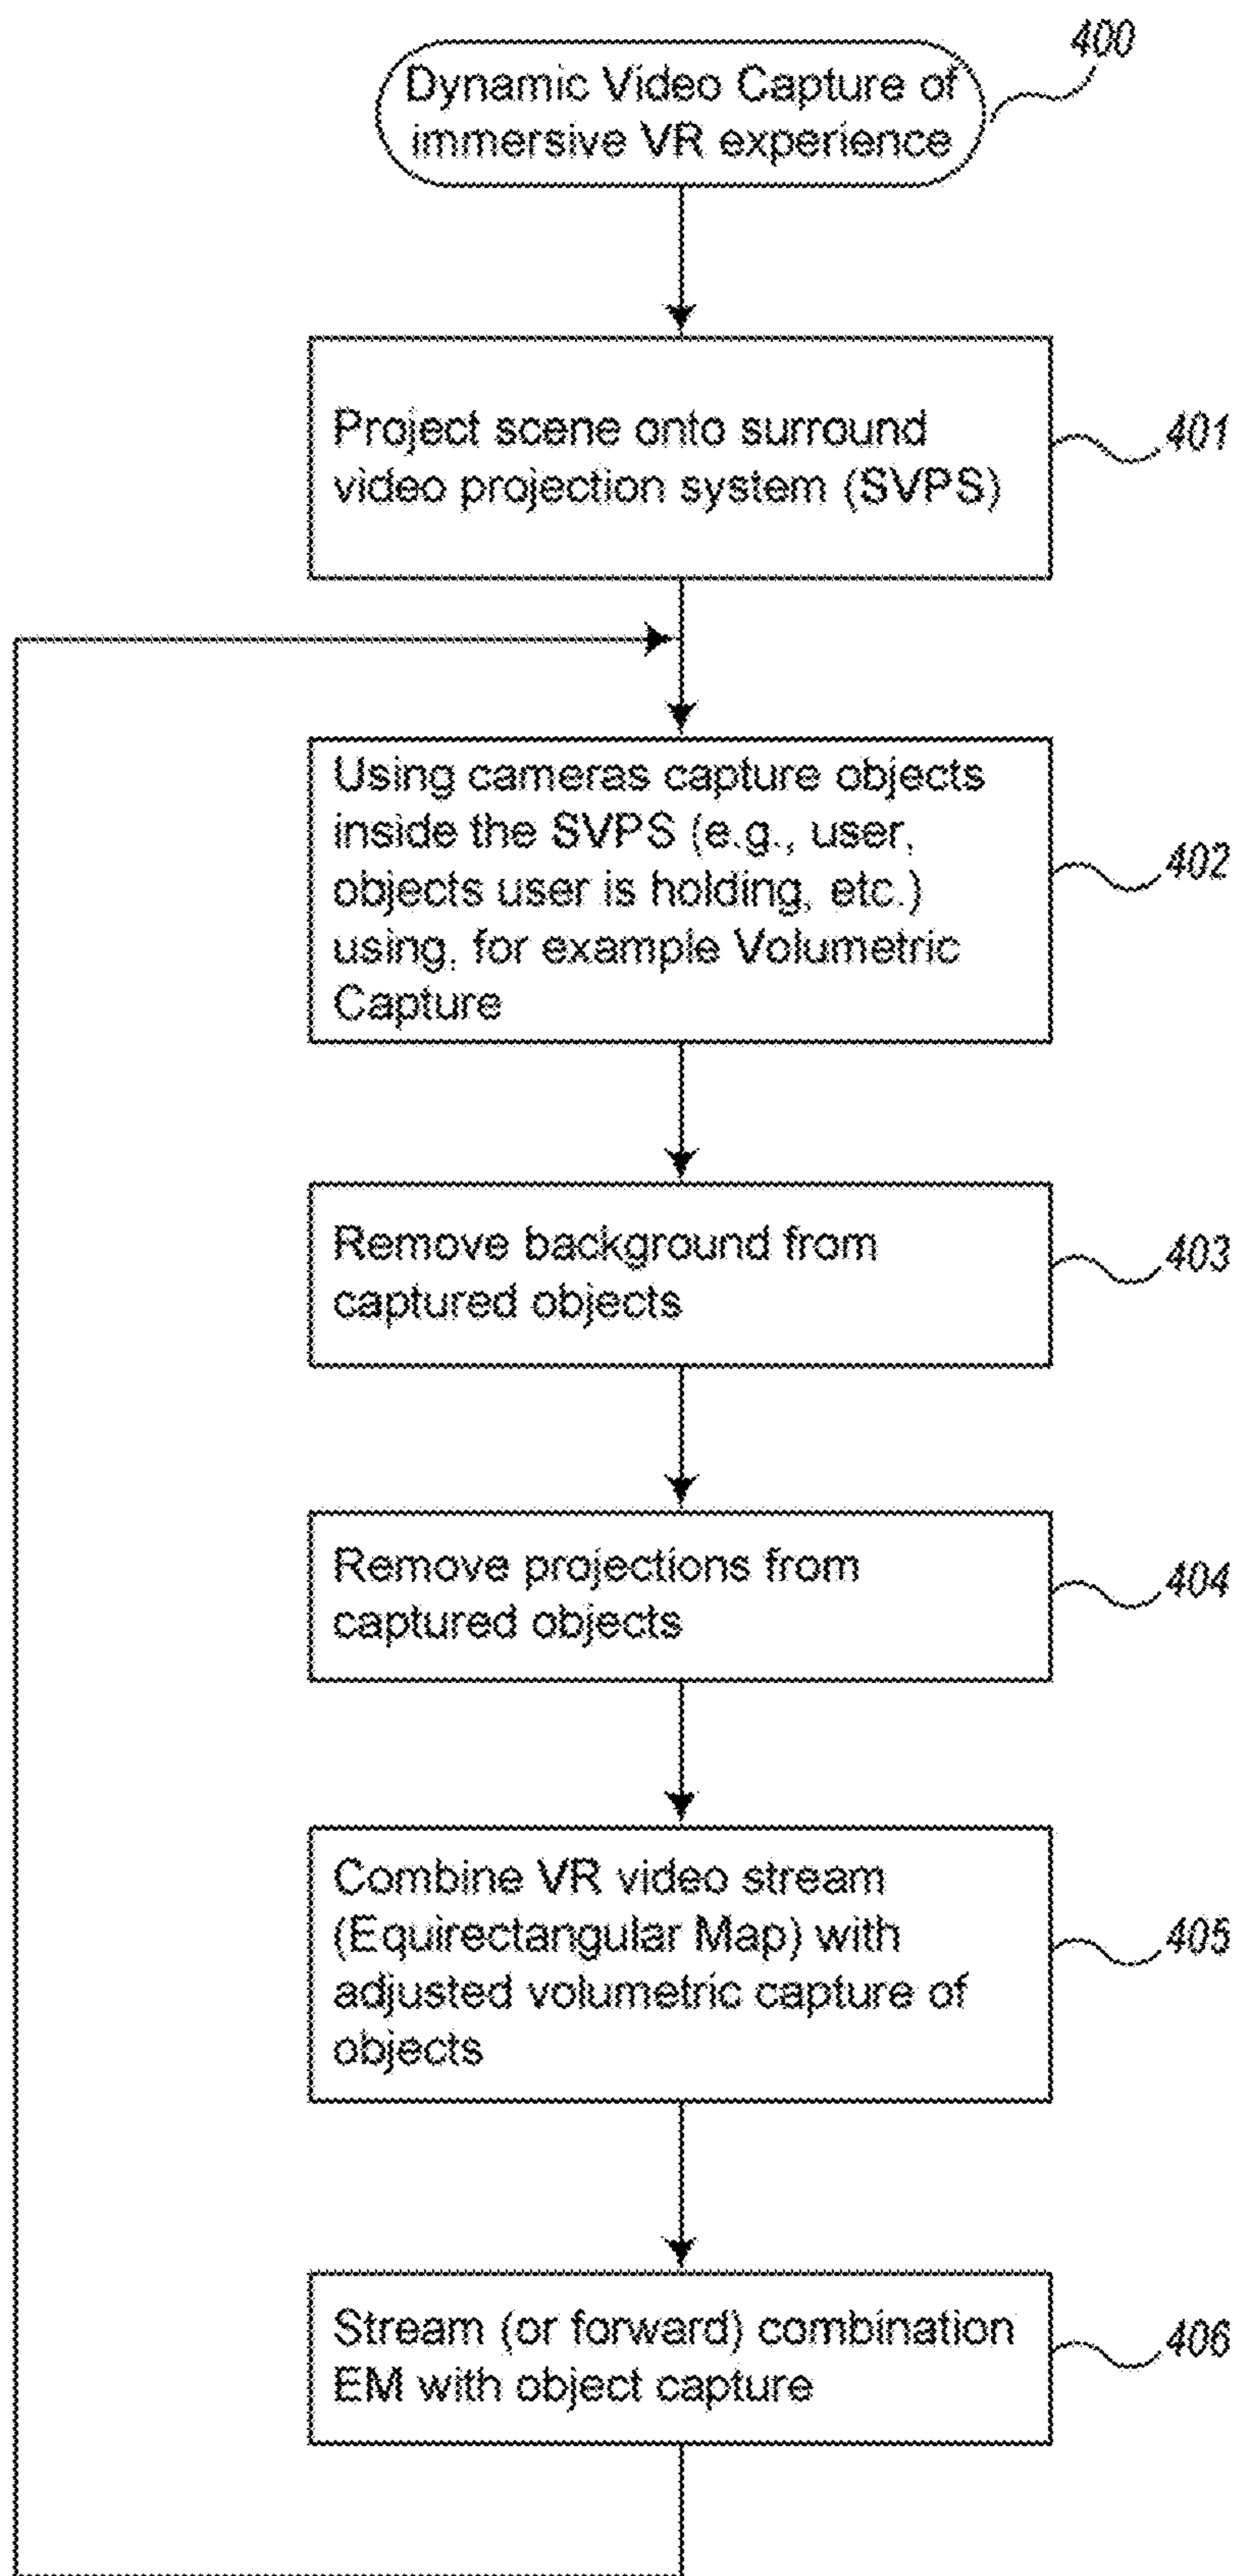 400
Dynamic Video Capture of
immersive VR experience
Project scene onto surround
video projection system (SVPS)
401
Using cameras capture objects
inside the SVPS (e.g., user,
objects user is holding, etc.)
using, for example Volumetric
Capture
402
Remove background from
captured objects
403
Remove projections from
captured objects
404
Combine VR video stream
(Equirectangular Map) with
adjusted volumetric capture of
objects
405
Stream (or forward) combination
EM with object capture
406